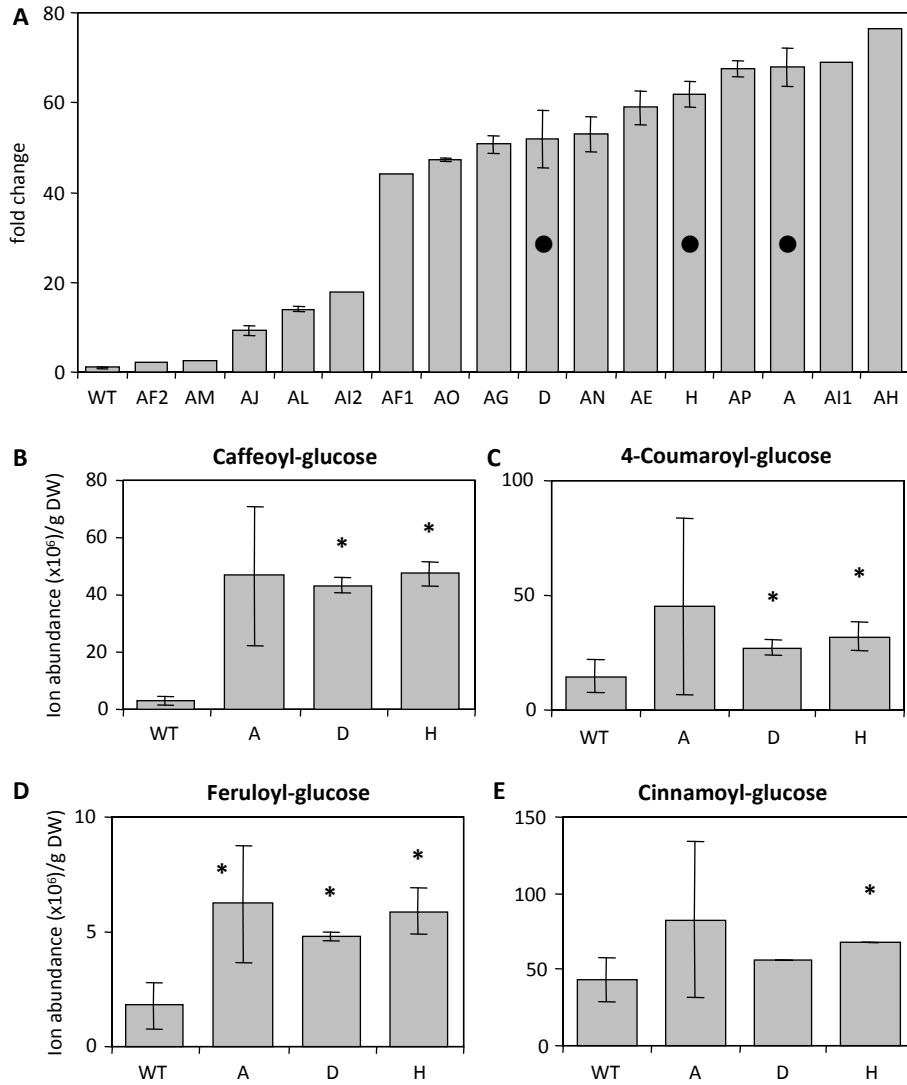 A
80
60
40
20
0
fold change
WT AF2 AM AJ AL AI2 AF1 AO AG D AN AE H AP A AI1 AH
B
Caffeoyl-glucose
80
60
40
20
0
Ion abundance (x10⁶)/g DW)
* *
WT A D H
C
4-Coumaroyl-glucose
100
50
0
* *
WT A D H
D
Feruloyl-glucose
10
5
0
Ion abundance (x10⁶)/g DW)
* * *
WT A D H
E
Cinnamoyl-glucose
150
100
50
0
*
WT A D H